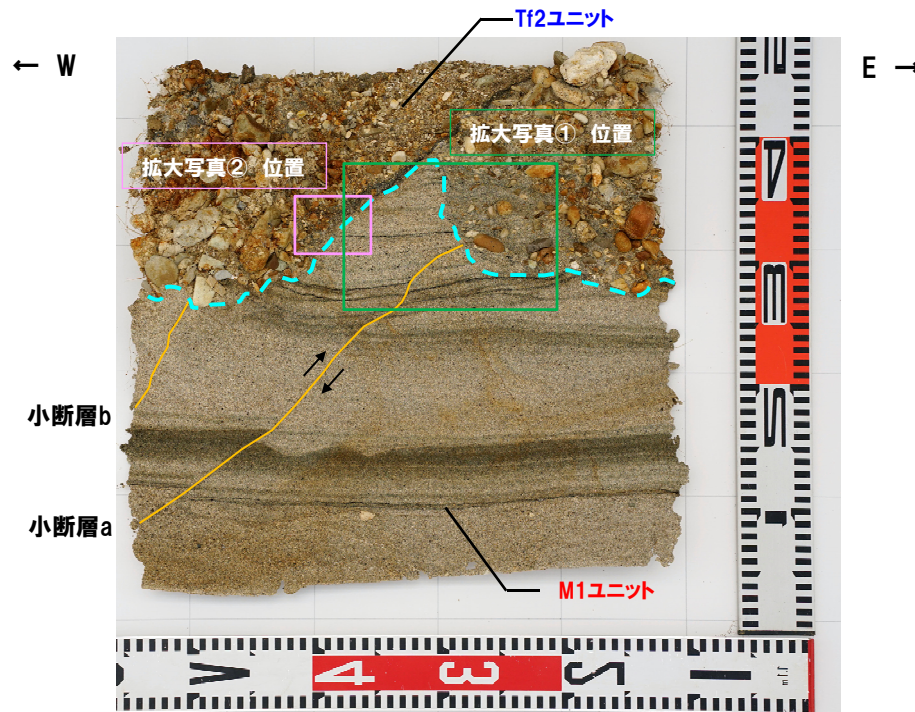 Tf2ユニット
← W
E →
拡大写真① 位置
拡大写真② 位置
小断層b
小断層a
M1ユニット
4
3
2
1